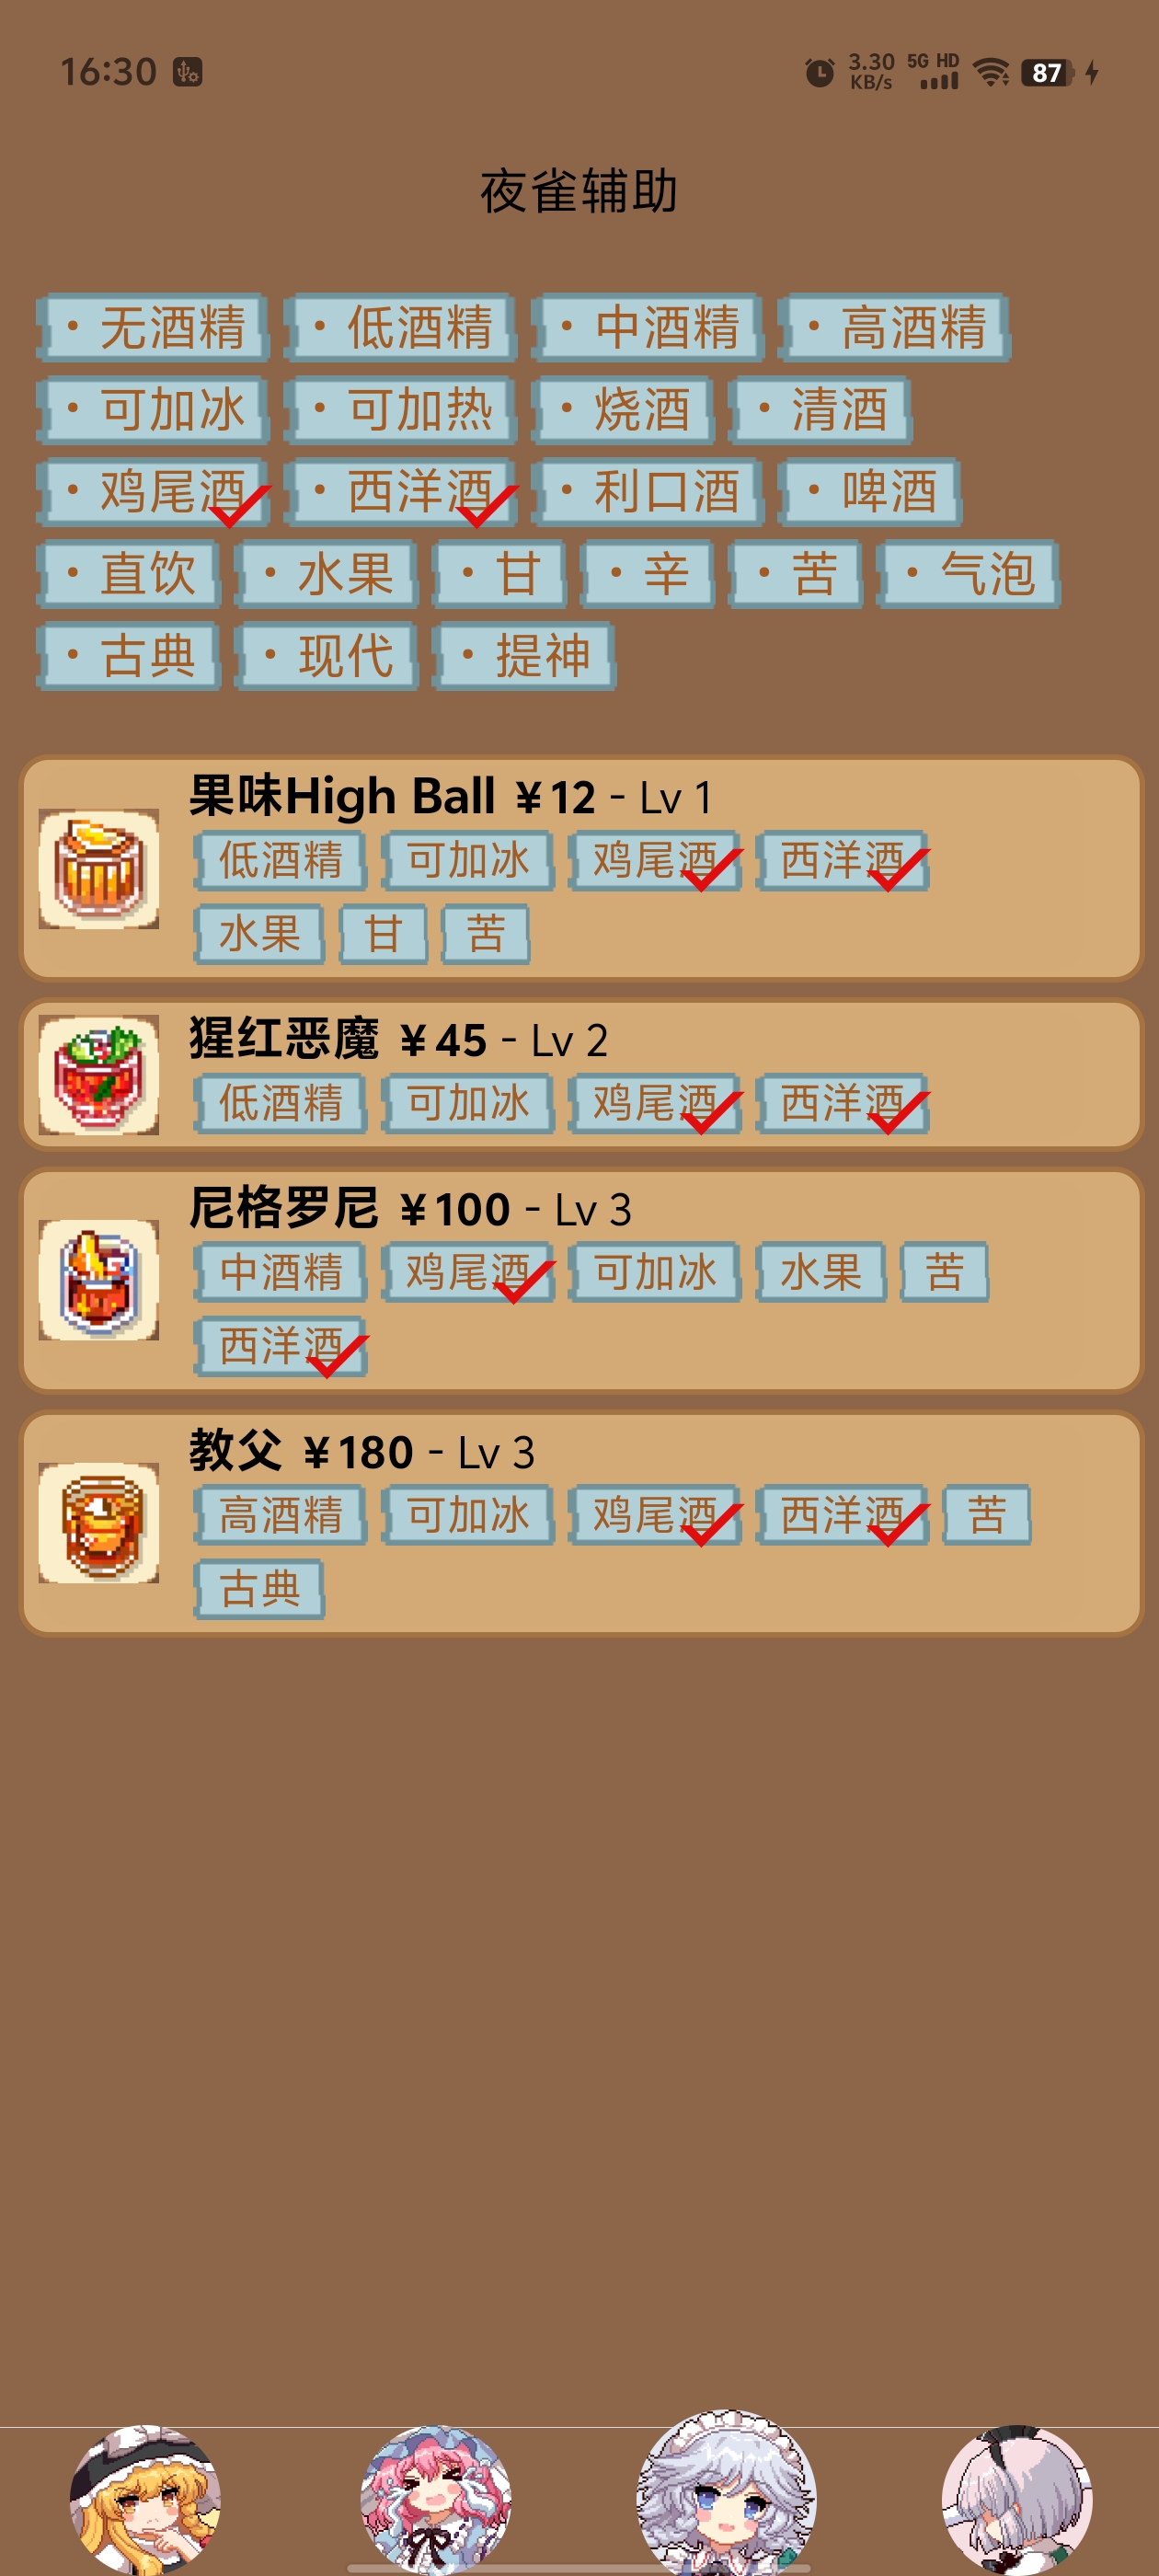 16:30 3.30 KB/s 5G HD 87
夜雀辅助
· 无酒精 · 低酒精 · 中酒精 · 高酒精
· 可加冰 · 可加热 · 烧酒 · 清酒
· 鸡尾酒 · 西洋酒 · 利口酒 · 啤酒
· 直饮 · 水果 · 甘 · 辛 · 苦 · 气泡
· 古典 · 现代 · 提神
果味High Ball ¥12 - Lv 1
低酒精 可加冰 鸡尾酒 西洋酒
水果 甘 苦
猩红恶魔 ¥45 - Lv 2
低酒精 可加冰 鸡尾酒 西洋酒
尼格罗尼 ¥100 - Lv 3
中酒精 鸡尾酒 可加冰 水果 苦
西洋酒
教父 ¥180 - Lv 3
高酒精 可加冰 鸡尾酒 西洋酒 苦
古典